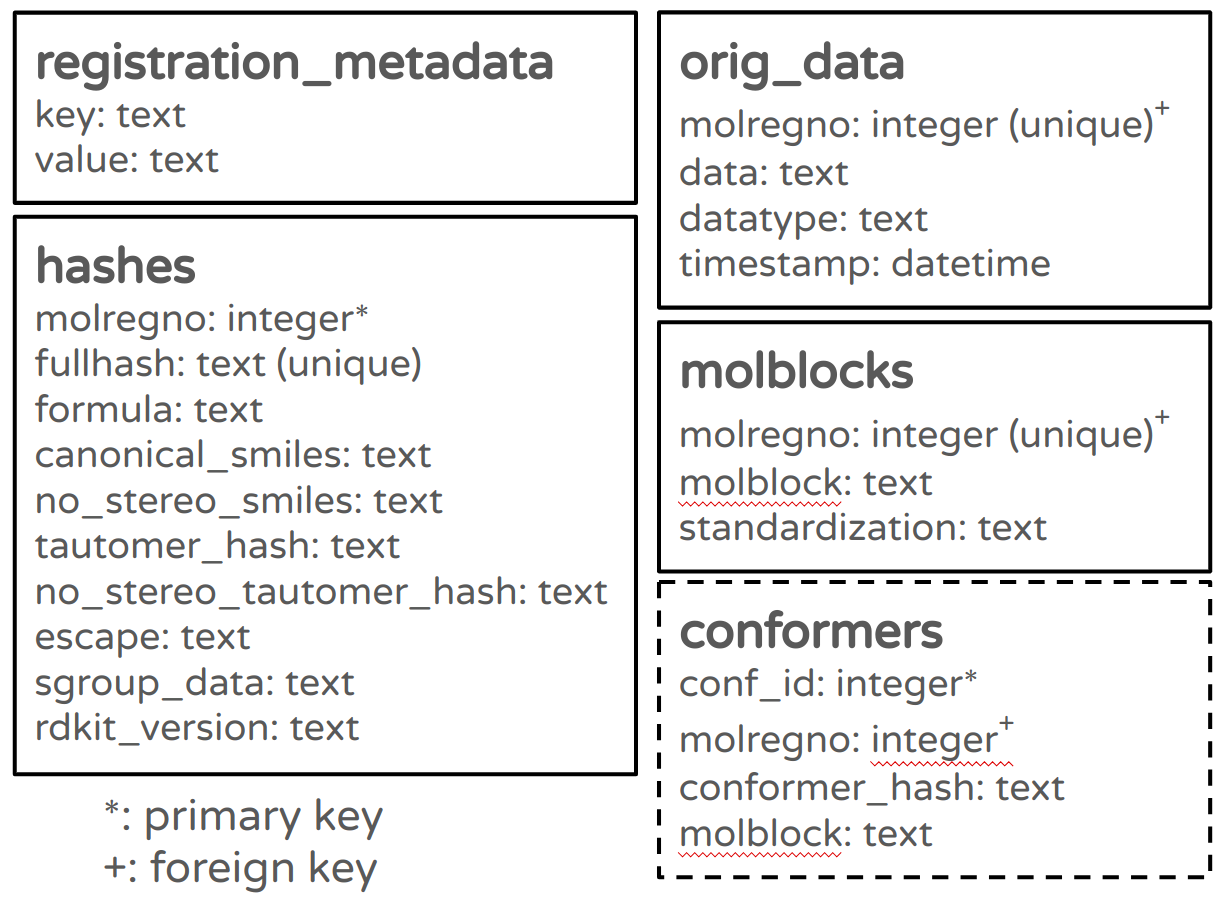 registration_metadata
key: text
value: text
hashes
molregno: integer*
fullhash: text (unique)
formula: text
canonical_smiles: text
no_stereo_smiles: text
tautomer_hash: text
no_stereo_tautomer_hash: text
escape: text
sgroup_data: text
rdkit_version: text
*: primary key
+: foreign key
orig_data
molregno: integer (unique)+
data: text
datatype: text
timestamp: datetime
molblocks
molregno: integer (unique)+
molblock: text
standardization: text
conformers
conf_id: integer*
molregno: integer+
conformer_hash: text
molblock: text